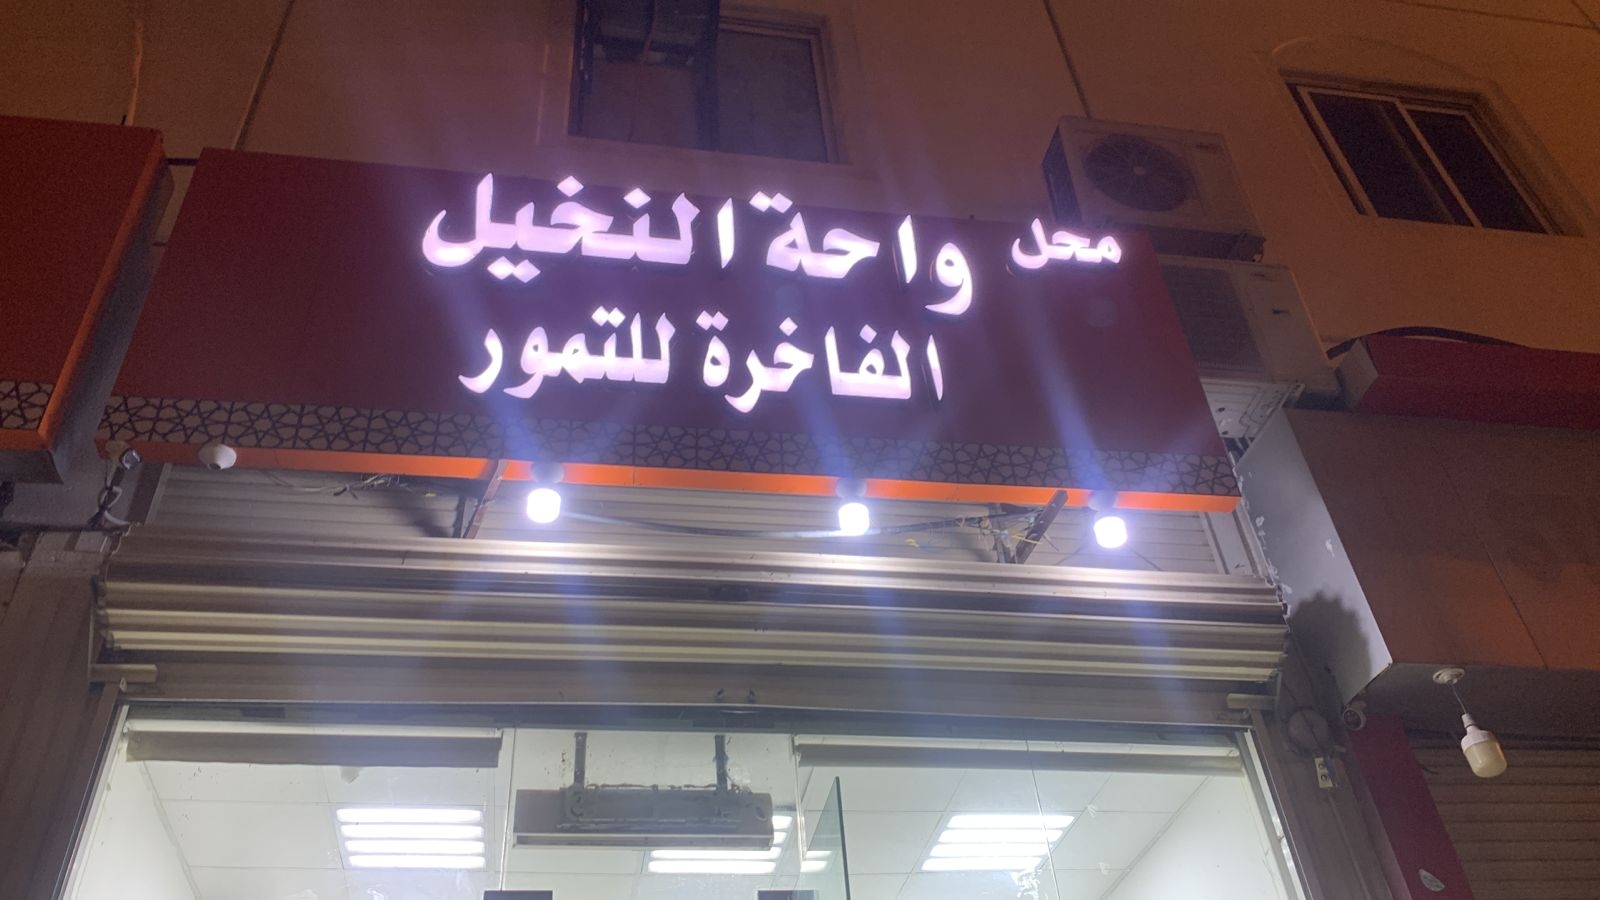 محل واحة النخيل
الفاخرة للتمور